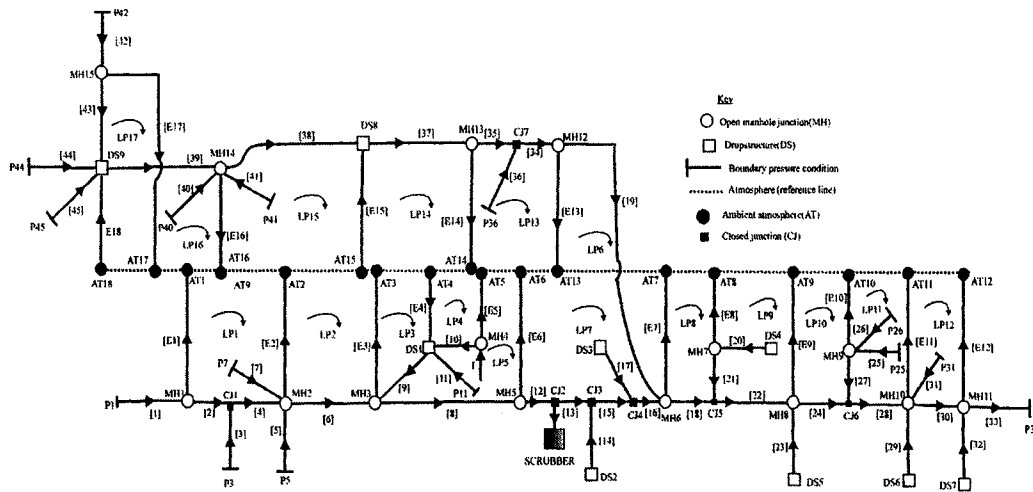 P42
[42]
MH15
[43]
LP17
[E17]
P44
[44]
DS9
[39]
MH14
[38]
DS8
[37]
MH13
[35]
CJ7
[34]
MH12
[45]
P45
E18
[40]
[41]
P40
P41
LP16
[E16]
LP15
[E15]
LP14
[E14]
[36]
P36
LP13
[E13]
[19]
LP6
Key
Open manhole junction(MH)
Dropstructure(DS)
Boundary pressure condition
Atmosphere (reference line)
Ambient atmosphere(AT)
Closed junction (CJ)
AT18
AT17
AT1
AT16
AT9
AT2
AT15
AT3
AT4
AT14
AT5
AT6
AT13
AT7
AT8
AT9
AT10
AT11
AT12
[E1]
LP1
[E2]
LP2
[E3]
LP3
[E4]
LP4
[E5]
[10]
MH4
LP5
[E6]
LP7
DS3
[17]
[E7]
LP8
[E8]
LP9
MH7
[20]
DS4
[21]
[E9]
LP10
[E10]
LP11
MH9
[26]
P26
[25]
P25
[27]
[E11]
LP12
[31]
P31
[E12]
P7
[7]
[9]
[11]
P11
P1
[1]
MH1
[2]
CJ1
[4]
MH2
[6]
MH3
[8]
MH5
[12]
CJ2
[13]
CJ3
[15]
CJ4
[16]
MH6
[18]
CJ5
[22]
MH8
[24]
CJ6
[28]
MH10
[30]
MH11
[33]
[3]
P3
[5]
P5
SCRUBBER
[14]
DS2
[23]
DS5
[29]
DS6
[32]
DS7